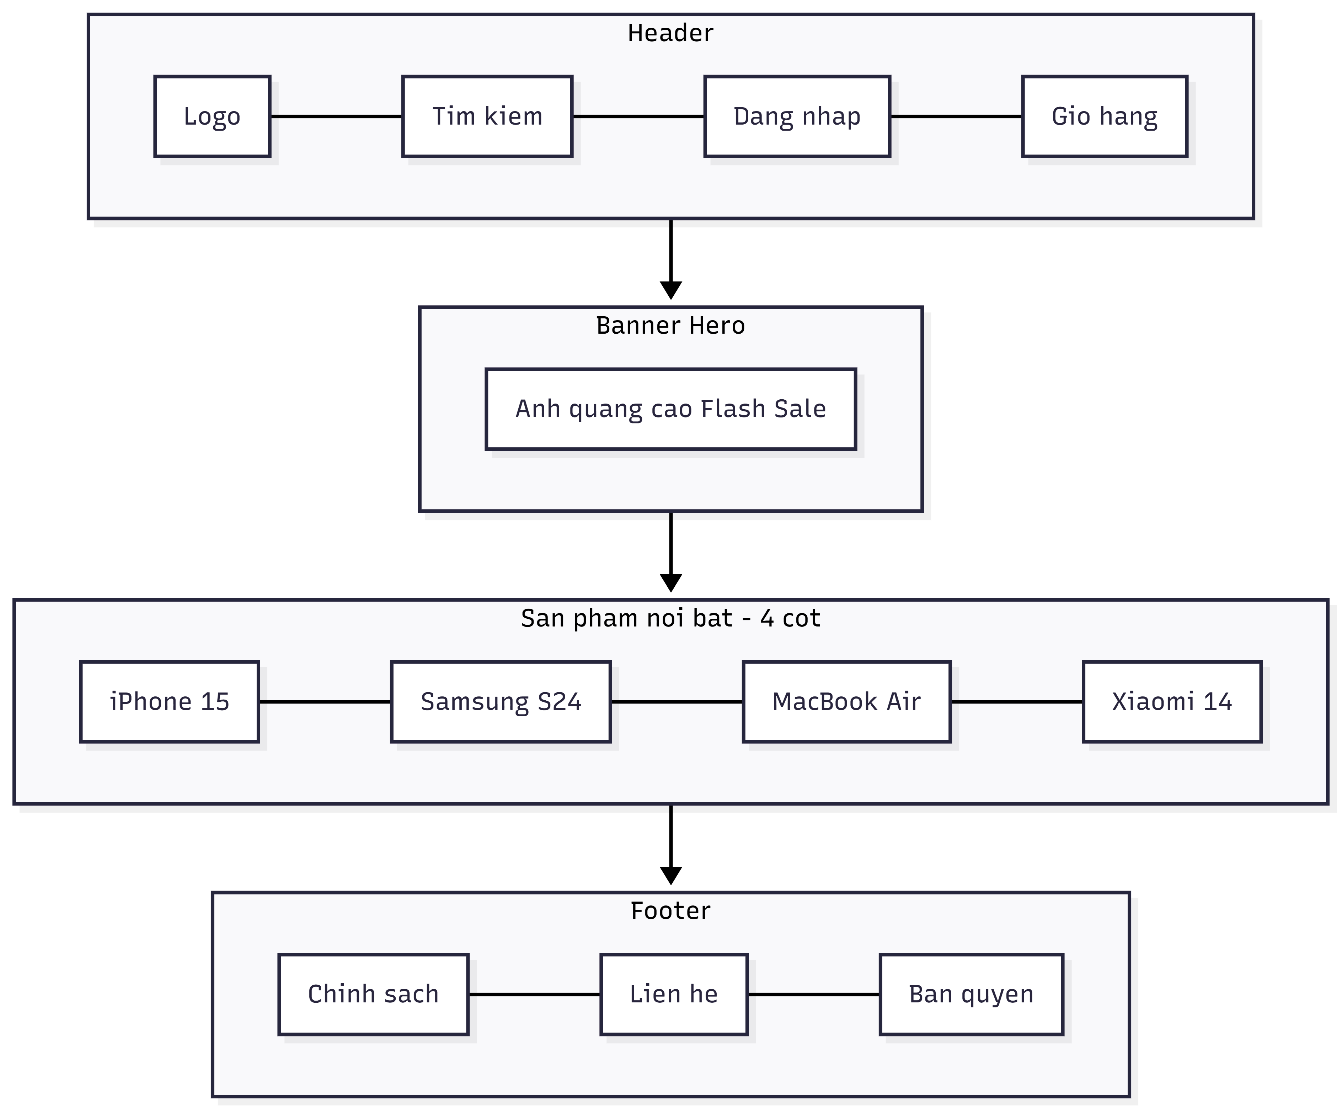 Header
Logo
Tim kiem
Dang nhap
Gio hang
Banner Hero
Anh quang cao Flash Sale
San pham noi bat - 4 cot
iPhone 15
Samsung S24
MacBook Air
Xiaomi 14
Footer
Chinh sach
Lien he
Ban quyen